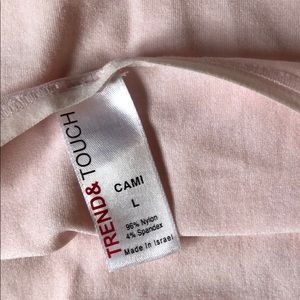 TREND& TOUCH
CAMI
L
96% Nylon
4% Spandex
Made in Israel